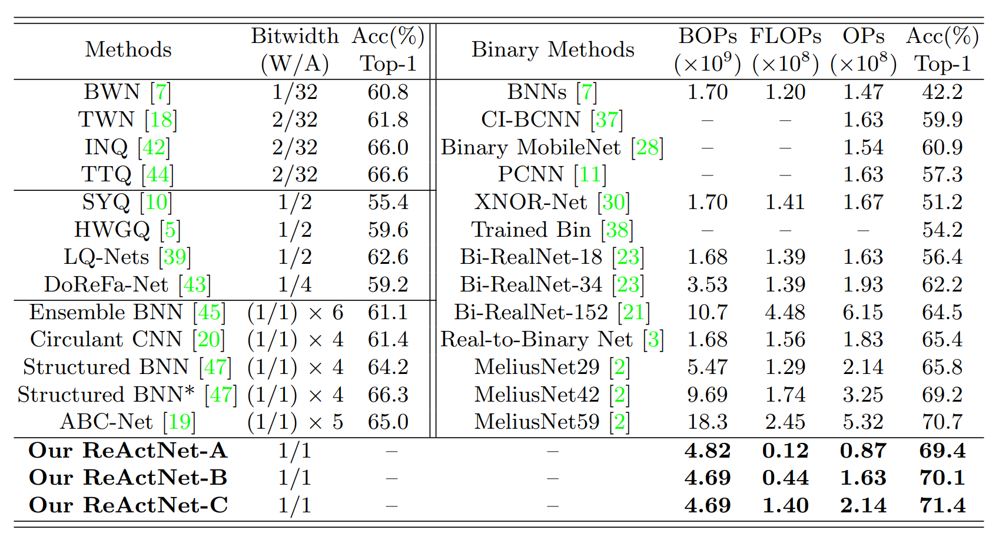 Methods Bitwidth (W/A) Acc(%) Top-1 Binary Methods BOPs (×10⁹) FLOPs (×10⁸) OPs (×10⁸) Acc(%) Top-1
BWN [7] 1/32 60.8 BNNs [7] 1.70 1.20 1.47 42.2
TWN [18] 2/32 61.8 CI-BCNN [37] – – 1.63 59.9
INQ [42] 2/32 66.0 Binary MobileNet [28] – – 1.54 60.9
TTQ [44] 2/32 66.6 PCNN [11] – – 1.63 57.3
SYQ [10] 1/2 55.4 XNOR-Net [30] 1.70 1.41 1.67 51.2
HWGQ [5] 1/2 59.6 Trained Bin [38] – – – 54.2
LQ-Nets [39] 1/2 62.6 Bi-RealNet-18 [23] 1.68 1.39 1.63 56.4
DoReFa-Net [43] 1/4 59.2 Bi-RealNet-34 [23] 3.53 1.39 1.93 62.2
Ensemble BNN [45] (1/1) × 6 61.1 Bi-RealNet-152 [21] 10.7 4.48 6.15 64.5
Circulant CNN [20] (1/1) × 4 61.4 Real-to-Binary Net [3] 1.68 1.56 1.83 65.4
Structured BNN [47] (1/1) × 4 64.2 MeliusNet29 [2] 5.47 1.29 2.14 65.8
Structured BNN* [47] (1/1) × 4 66.3 MeliusNet42 [2] 9.69 1.74 3.25 69.2
ABC-Net [19] (1/1) × 5 65.0 MeliusNet59 [2] 18.3 2.45 5.32 70.7
Our ReActNet-A 1/1 – – 4.82 0.12 0.87 69.4
Our ReActNet-B 1/1 – – 4.69 0.44 1.63 70.1
Our ReActNet-C 1/1 – – 4.69 1.40 2.14 71.4